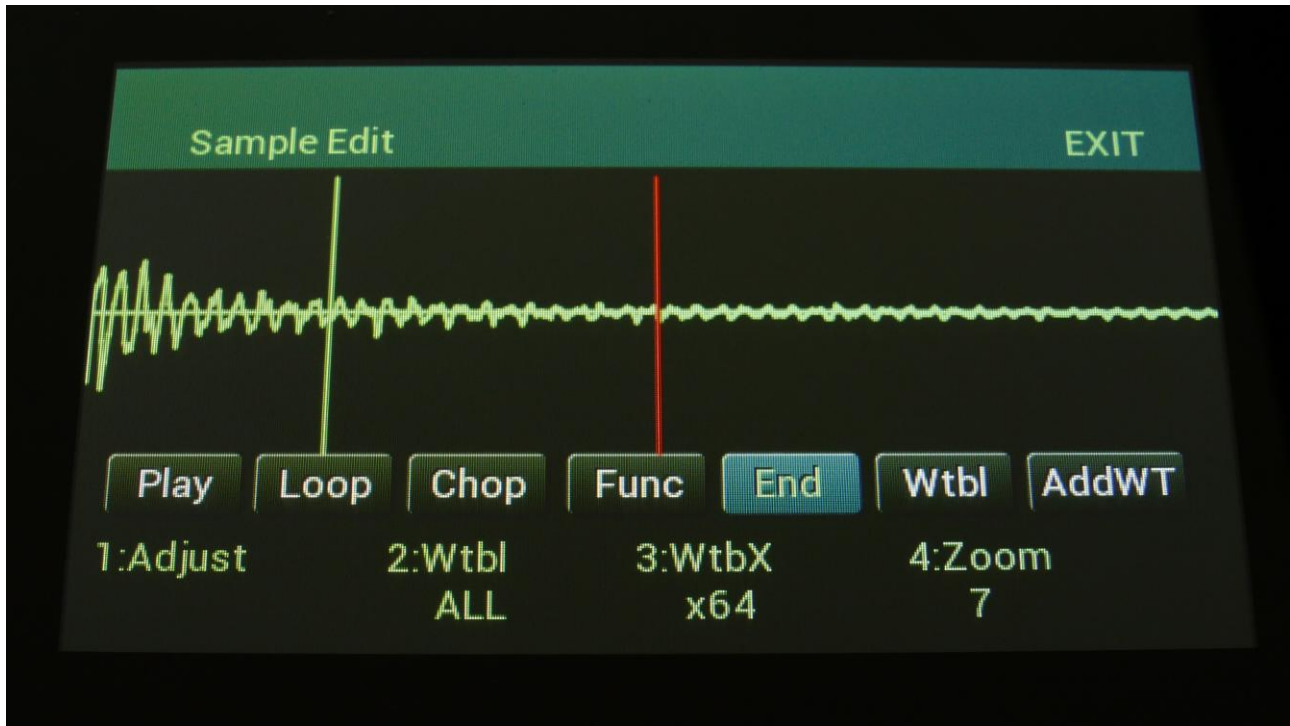 Sample Edit EXIT
Play Loop Chop Func End Wtbl AddWT
1:Adjust 2:Wtbl 3:WtbX 4:Zoom
ALL x64 7